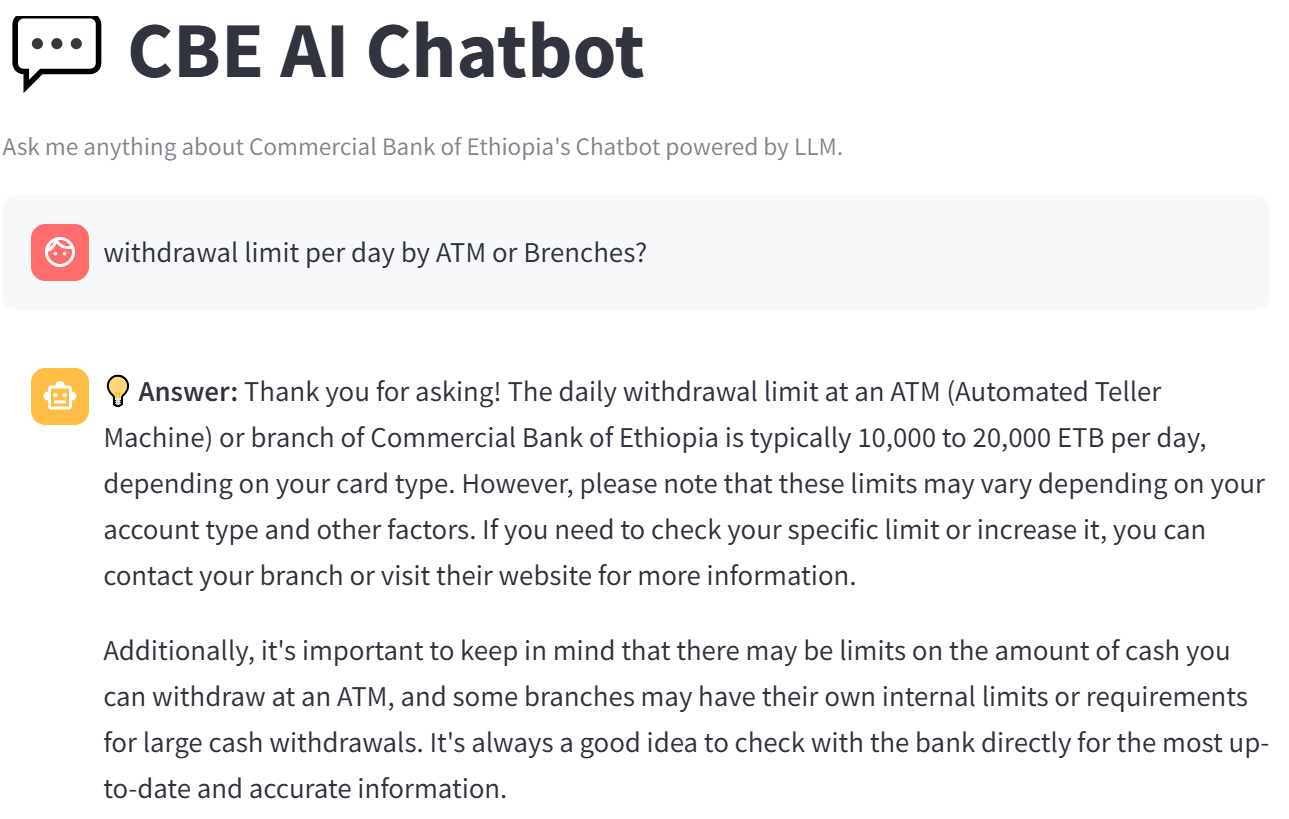 CBE AI Chatbot
Ask me anything about Commercial Bank of Ethiopia's Chatbot powered by LLM.
withdrawal limit per day by ATM or Brenches?
Answer: Thank you for asking! The daily withdrawal limit at an ATM (Automated Teller
Machine) or branch of Commercial Bank of Ethiopia is typically 10,000 to 20,000 ETB per day,
depending on your card type. However, please note that these limits may vary depending on your
account type and other factors. If you need to check your specific limit or increase it, you can
contact your branch or visit their website for more information.
Additionally, it's important to keep in mind that there may be limits on the amount of cash you
can withdraw at an ATM, and some branches may have their own internal limits or requirements
for large cash withdrawals. It's always a good idea to check with the bank directly for the most up-
to-date and accurate information.